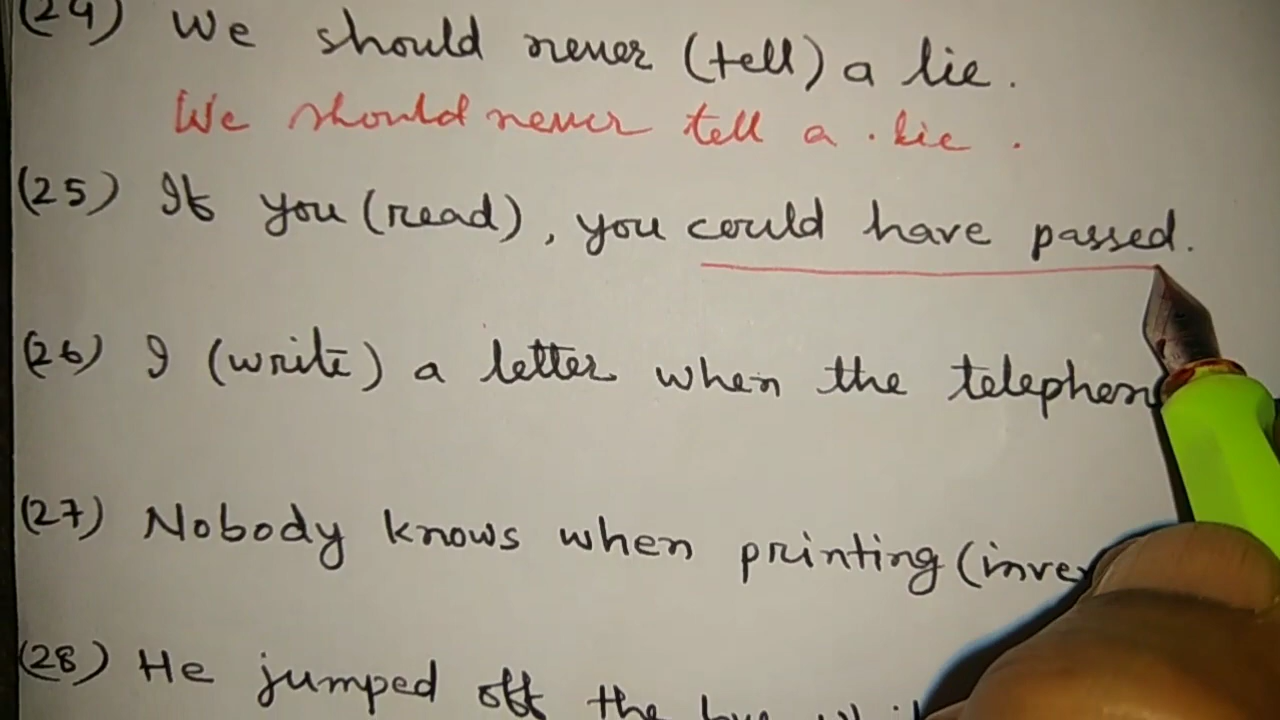 (24) We should never (tell) a lie.
We should never tell a lie.
(25) If you (read), you could have passed.
(26) I (write) a letter when the
(27) Nobody knows when printing
(28) He jumped off the